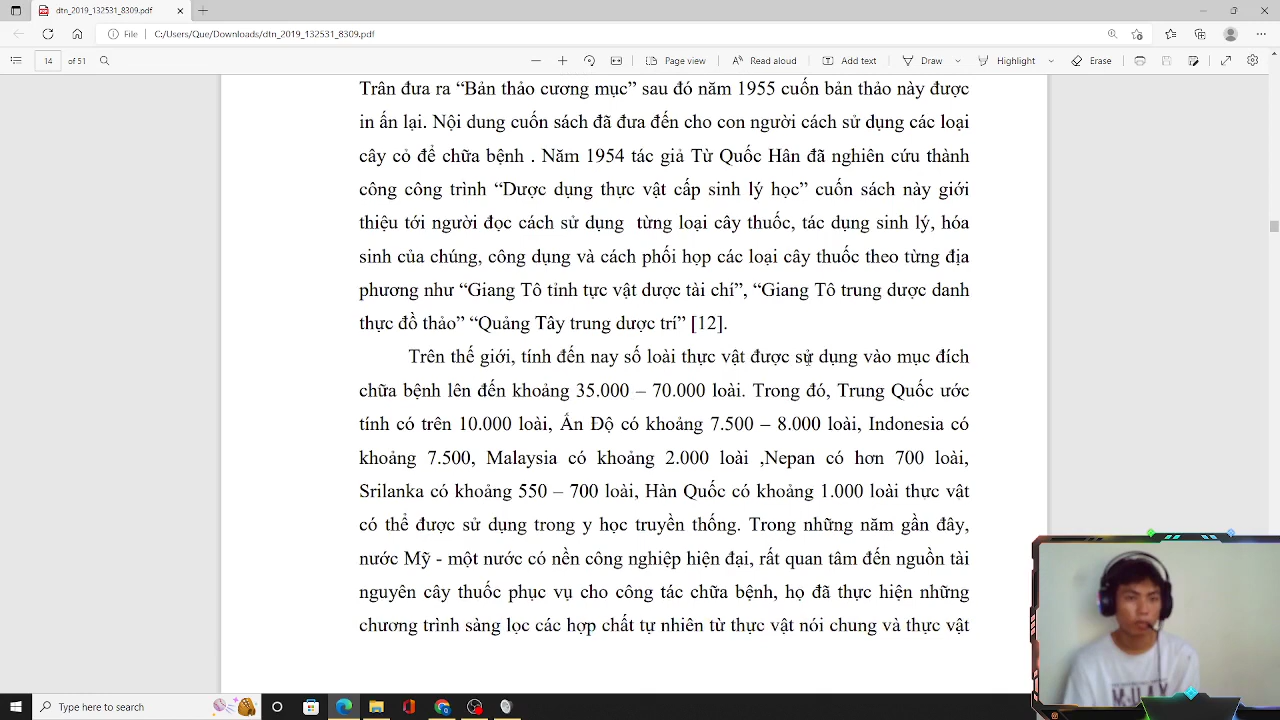 dtn_2019_132531_8309.pdf
File C:/Users/Que/Downloads/dtn_2019_132531_8309.pdf
14 of 51 Page view Read aloud Add text Draw Highlight Erase
Trân đưa ra “Bản thảo cương mục” sau đó năm 1955 cuốn bản thảo này được
in ấn lại. Nội dung cuốn sách đã đưa đến cho con người cách sử dụng các loại
cây cỏ để chữa bệnh . Năm 1954 tác giả Từ Quốc Hân đã nghiên cứu thành
công công trình “Dược dụng thực vật cấp sinh lý học” cuốn sách này giới
thiệu tới người đọc cách sử dụng từng loại cây thuốc, tác dụng sinh lý, hóa
sinh của chúng, công dụng và cách phối họp các loại cây thuốc theo từng địa
phương như “Giang Tô tỉnh tực vật dược tài chí”, “Giang Tô trung dược danh
thực đồ thảo” “Quảng Tây trung dược trí” [12].
Trên thế giới, tính đến nay số loài thực vật được sử dụng vào mục đích
chữa bệnh lên đến khoảng 35.000 – 70.000 loài. Trong đó, Trung Quốc ước
tính có trên 10.000 loài, Ấn Độ có khoảng 7.500 – 8.000 loài, Indonesia có
khoảng 7.500, Malaysia có khoảng 2.000 loài ,Nepan có hơn 700 loài,
Srilanka có khoảng 550 – 700 loài, Hàn Quốc có khoảng 1.000 loài thực vật
có thể được sử dụng trong y học truyền thống. Trong những năm gần đây,
nước Mỹ - một nước có nền công nghiệp hiện đại, rất quan tâm đến nguồn tài
nguyên cây thuốc phục vụ cho công tác chữa bệnh, họ đã thực hiện những
chương trình sàng lọc các hợp chất tự nhiên từ thực vật nói chung và thực vật
Type here to search